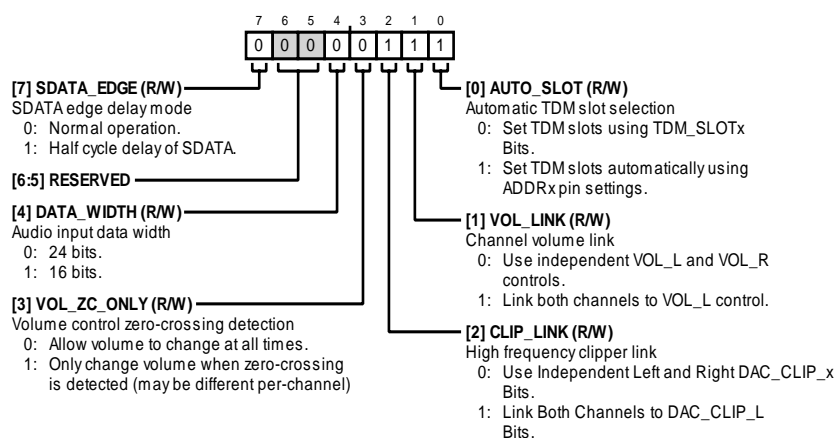 7 6 5 4 3 2 1 0
0 0 0 0 0 1 1 1
[7] SDATA_EDGE (R/W)
SDATA edge delay mode
0: Normal operation.
1: Half cycle delay of SDATA.
[6:5] RESERVED
[4] DATA_WIDTH (R/W)
Audio input data width
0: 24 bits.
1: 16 bits.
[3] VOL_ZC_ONLY (R/W)
Volume control zero-crossing detection
0: Allow volume to change at all times.
1: Only change volume when zero-crossing
is detected (may be different per-channel)
[0] AUTO_SLOT (R/W)
Automatic TDM slot selection
0: Set TDM slots using TDM_SLOTx
Bits.
1: Set TDM slots automatically using
ADDRx pin settings.
[1] VOL_LINK (R/W)
Channel volume link
0: Use independent VOL_L and VOL_R
controls.
1: Link both channels to VOL_L control.
[2] CLIP_LINK (R/W)
High frequency clipper link
0: Use Independent Left and Right DAC_CLIP_x
Bits.
1: Link Both Channels to DAC_CLIP_L
Bits.